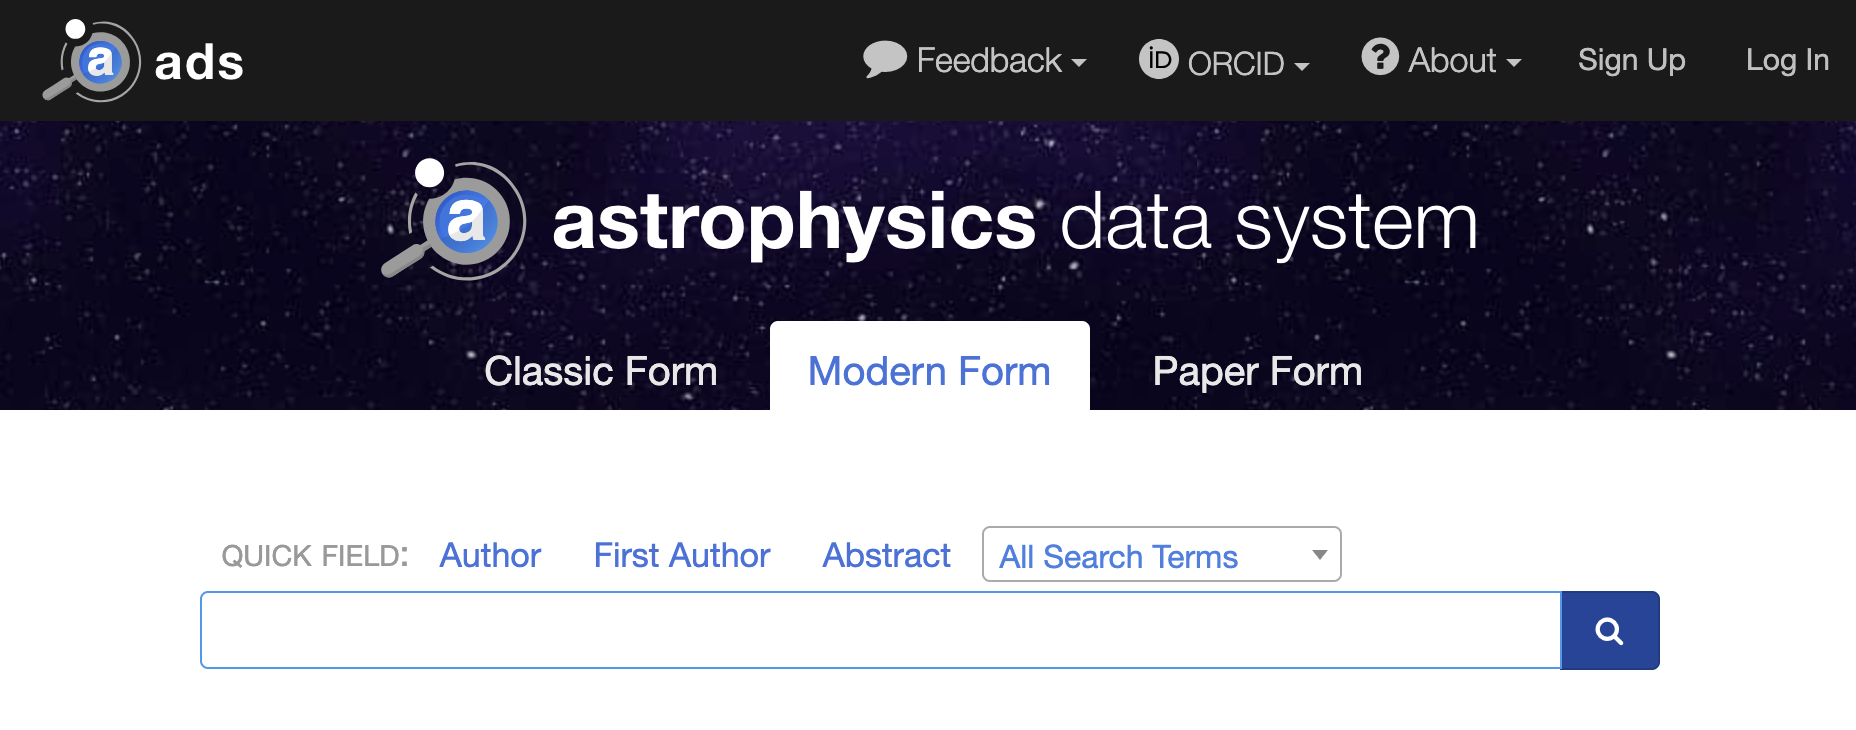 a ads Feedback iD ORCID ? About Sign Up Log In
a astrophysics data system
Classic Form Modern Form Paper Form
QUICK FIELD: Author First Author Abstract All Search Terms